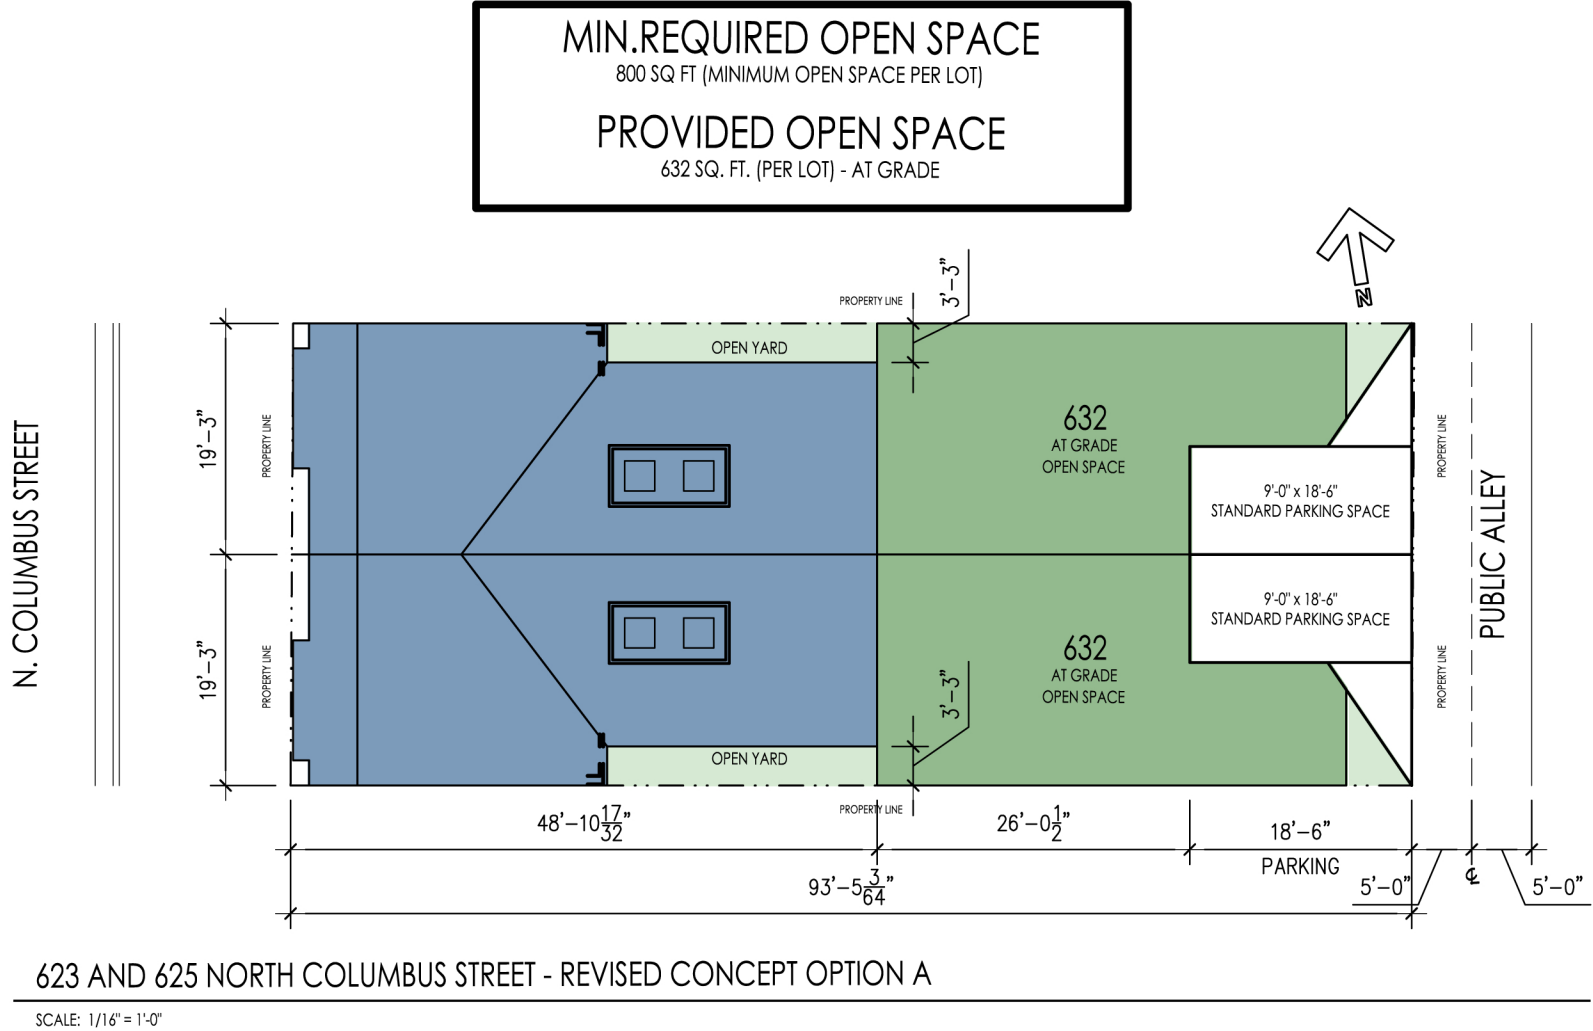 MIN.REQUIRED OPEN SPACE
800 SQ FT (MINIMUM OPEN SPACE PER LOT)
PROVIDED OPEN SPACE
632 SQ. FT. (PER LOT) - AT GRADE
N
3'-3"
PROPERTY LINE
OPEN YARD
19'-3"
PROPERTY LINE
632
AT GRADE
OPEN SPACE
PROPERTY LINE
9'-0" x 18'-6"
STANDARD PARKING SPACE
N. COLUMBUS STREET
PUBLIC ALLEY
9'-0" x 18'-6"
STANDARD PARKING SPACE
19'-3"
PROPERTY LINE
632
AT GRADE
OPEN SPACE
PROPERTY LINE
3'-3"
OPEN YARD
PROPERTY LINE
48'-10 17/32"
26'-0 1/2"
18'-6"
PARKING
93'-5 3/64"
5'-0"
℄
5'-0"
623 AND 625 NORTH COLUMBUS STREET - REVISED CONCEPT OPTION A
SCALE: 1/16" = 1'-0"